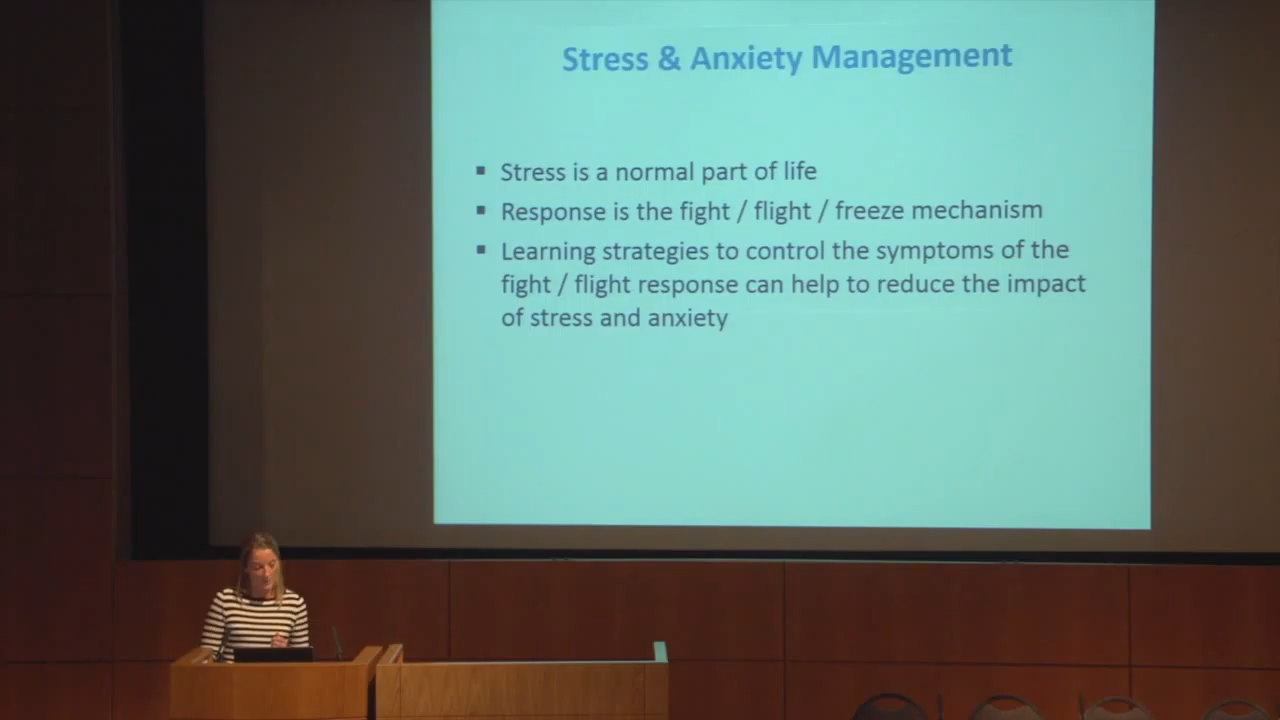 Stress & Anxiety Management
▪ Stress is a normal part of life
▪ Response is the fight / flight / freeze mechanism
▪ Learning strategies to control the symptoms of the
fight / flight response can help to reduce the impact
of stress and anxiety